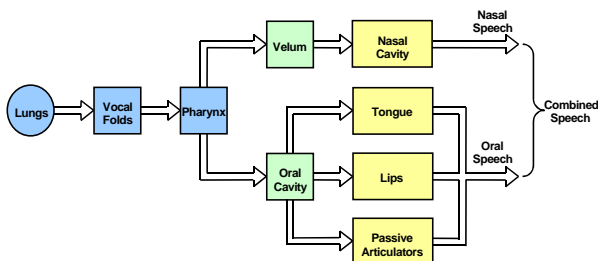 Lungs
Vocal
Folds
Pharynx
Velum
Nasal
Cavity
Nasal
Speech
Oral
Cavity
Tongue
Lips
Passive
Articulators
Oral
Speech
Combined
Speech